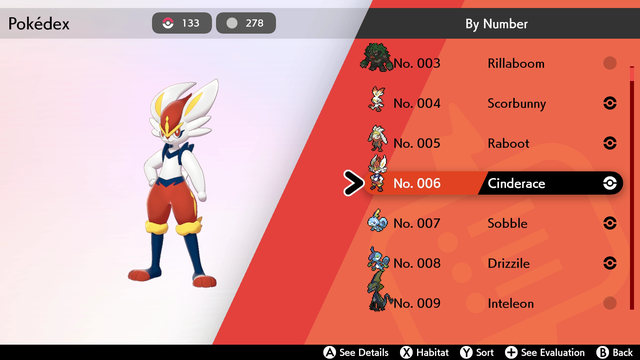 Pokédex
133
278
By Number
No. 003 Rillaboom
No. 004 Scorbunny
No. 005 Raboot
No. 006 Cinderace
No. 007 Sobble
No. 008 Drizzile
No. 009 Inteleon
A See Details X Habitat Y Sort + See Evaluation B Back